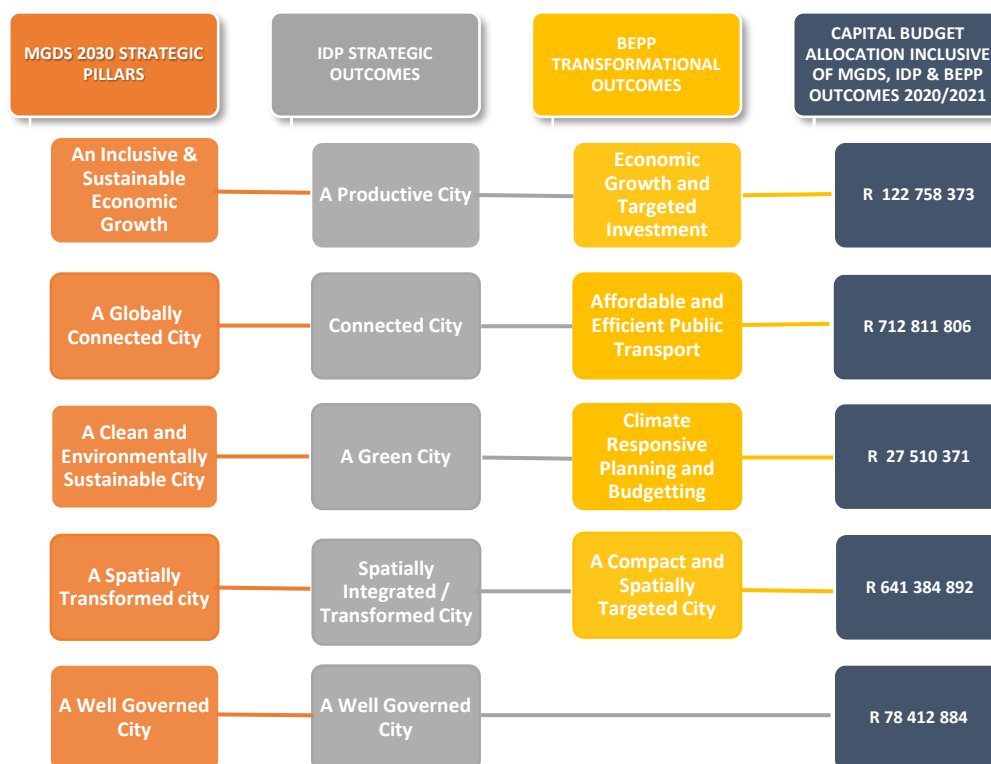 MGDS 2030 STRATEGIC
PILLARS
IDP STRATEGIC
OUTCOMES
BEPP
TRANSFORMATIONAL
OUTCOMES
CAPITAL BUDGET
ALLOCATION INCLUSIVE
OF MGDS, IDP & BEPP
OUTCOMES 2020/2021
An Inclusive &
Sustainable
Economic
Growth
A Productive City
Economic
Growth and
Targeted
Investment
R 122 758 373
A Globally
Connected City
Connected City
Affordable and
Efficient Public
Transport
R 712 811 806
A Clean and
Environmentally
Sustainable City
A Green City
Climate
Responsive
Planning and
Budgetting
R 27 510 371
A Spatially
Transformed city
Spatially
Integrated /
Transformed City
A Compact and
Spatially
Targeted City
R 641 384 892
A Well Governed
City
A Well Governed
City
R 78 412 884